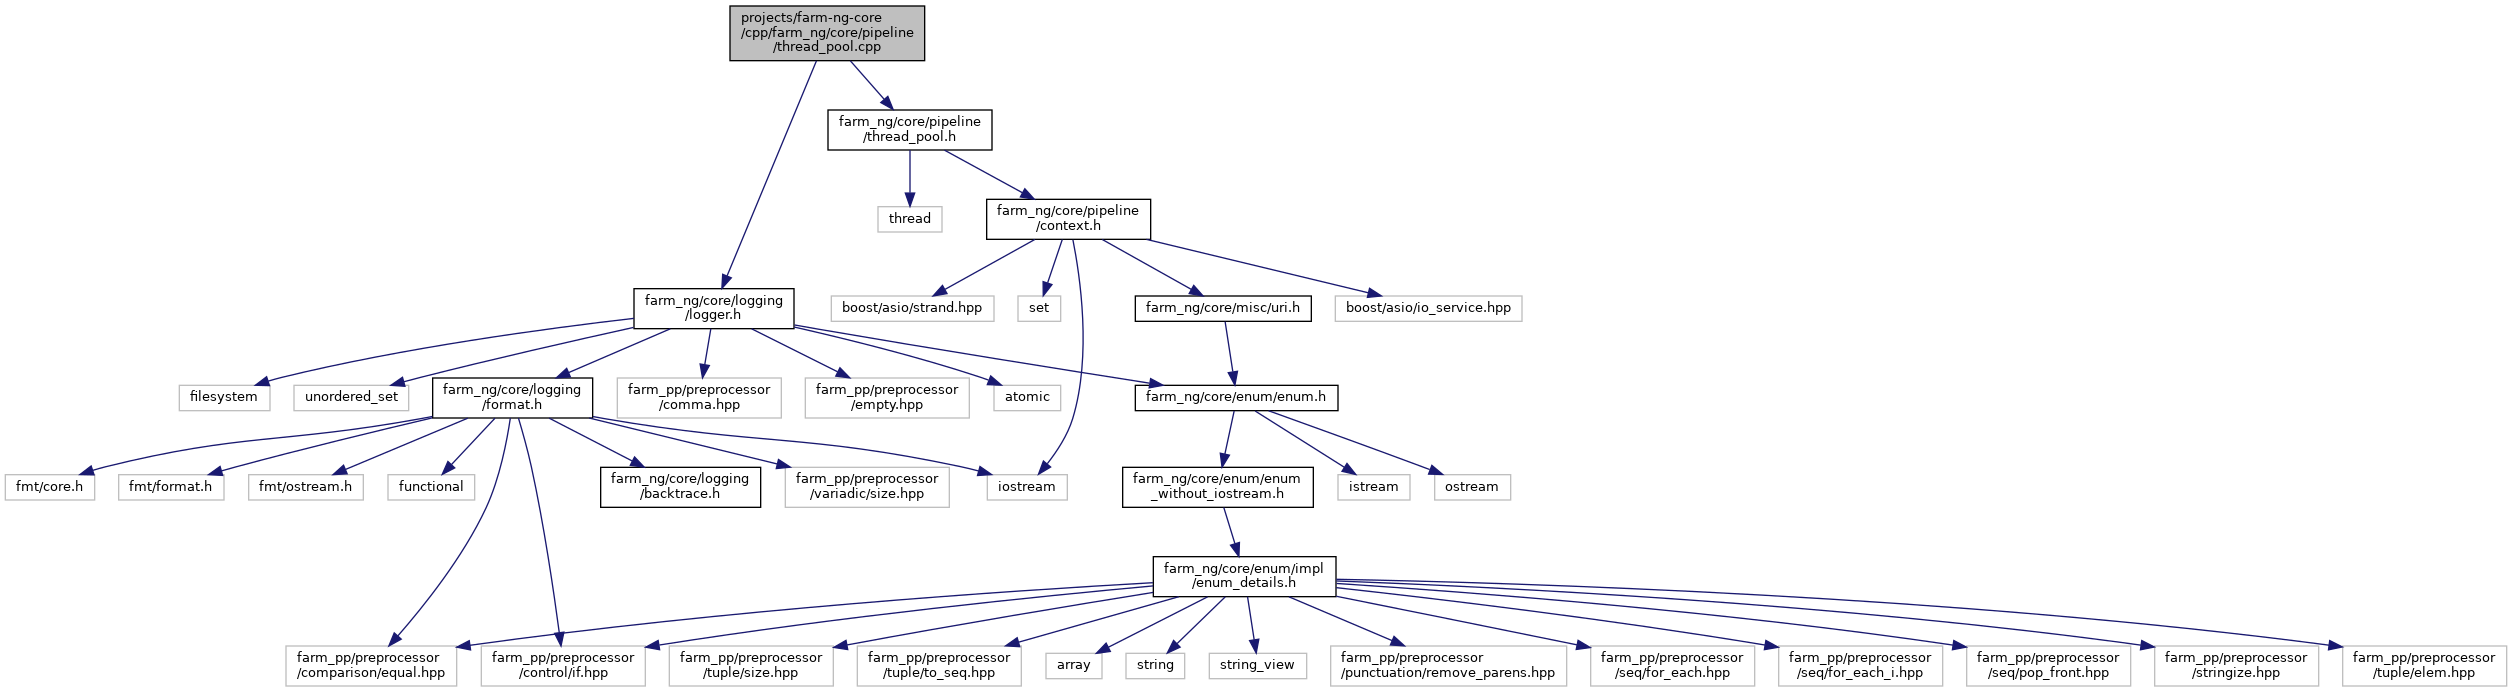 projects/farm-ng-core
/cpp/farm_ng/core/pipeline
/thread_pool.cpp
farm_ng/core/pipeline
/thread_pool.h
thread
farm_ng/core/pipeline
/context.h
farm_ng/core/logging
/logger.h
boost/asio/strand.hpp
set
farm_ng/core/misc/uri.h
boost/asio/io_service.hpp
filesystem
unordered_set
farm_ng/core/logging
/format.h
farm_pp/preprocessor
/comma.hpp
farm_pp/preprocessor
/empty.hpp
atomic
farm_ng/core/enum/enum.h
fmt/core.h
fmt/format.h
fmt/ostream.h
functional
farm_ng/core/logging
/backtrace.h
farm_pp/preprocessor
/variadic/size.hpp
iostream
farm_ng/core/enum/enum
_without_iostream.h
istream
ostream
farm_ng/core/enum/impl
/enum_details.h
farm_pp/preprocessor
/comparison/equal.hpp
farm_pp/preprocessor
/control/if.hpp
farm_pp/preprocessor
/tuple/size.hpp
farm_pp/preprocessor
/tuple/to_seq.hpp
array
string
string_view
farm_pp/preprocessor
/punctuation/remove_parens.hpp
farm_pp/preprocessor
/seq/for_each.hpp
farm_pp/preprocessor
/seq/for_each_i.hpp
farm_pp/preprocessor
/seq/pop_front.hpp
farm_pp/preprocessor
/stringize.hpp
farm_pp/preprocessor
/tuple/elem.hpp